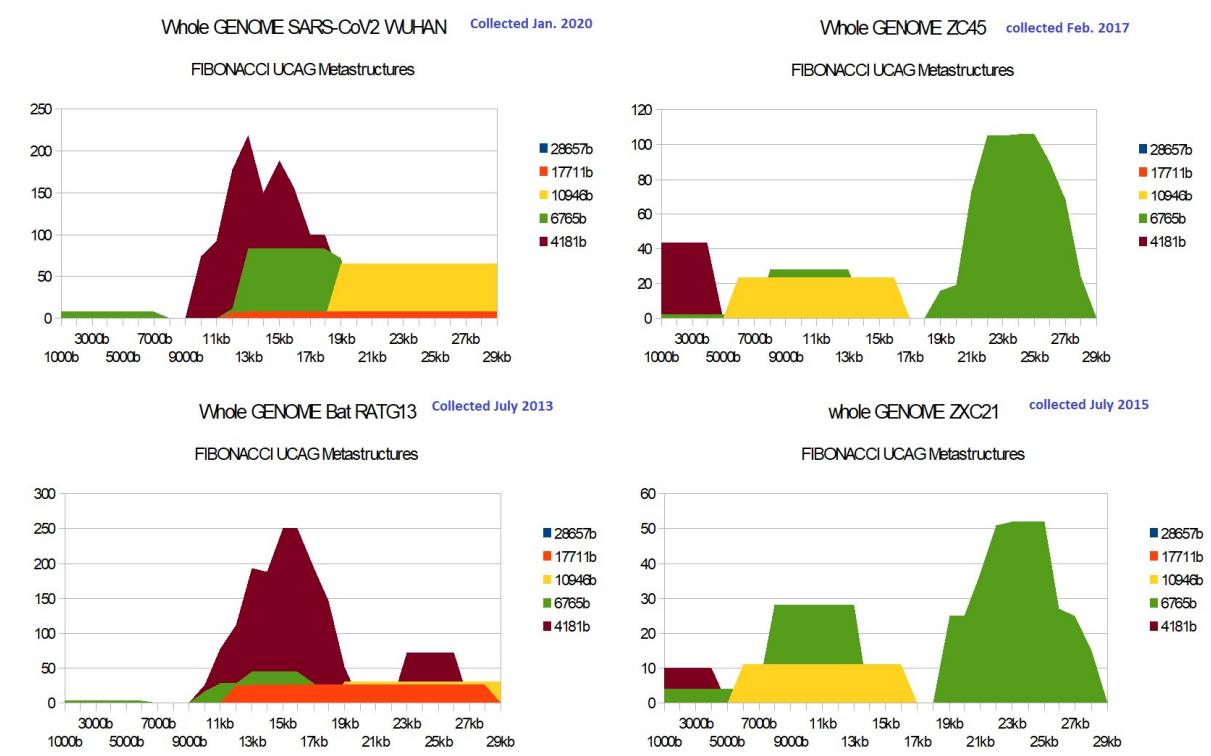 Whole GENOME SARS-CoV2 WUHAN
Collected Jan. 2020
FIBONACCI UCAG Metastructures
250
200
150
100
50
0
3000b 7000b 11kb 15kb 19kb 23kb 27kb
1000b 5000b 9000b 13kb 17kb 21kb 25kb 29kb
28657b
17711b
10946b
6765b
4181b
Whole GENOME ZC45
collected Feb. 2017
FIBONACCI UCAG Metastructures
120
100
80
60
40
20
0
3000b 7000b 11kb 15kb 19kb 23kb 27kb
1000b 5000b 9000b 13kb 17kb 21kb 25kb 29kb
28657b
17711b
10946b
6765b
4181b
Whole GENOME Bat RATG13
Collected July 2013
FIBONACCI UCAG Metastructures
300
250
200
150
100
50
0
3000b 7000b 11kb 15kb 19kb 23kb 27kb
1000b 5000b 9000b 13kb 17kb 21kb 25kb 29kb
28657b
17711b
10946b
6765b
4181b
whole GENOME ZXC21
collected July 2015
FIBONACCI UCAG Metastructures
60
50
40
30
20
10
0
3000b 7000b 11kb 15kb 19kb 23kb 27kb
1000b 5000b 9000b 13kb 17kb 21kb 25kb 29kb
28657b
17711b
10946b
6765b
4181b